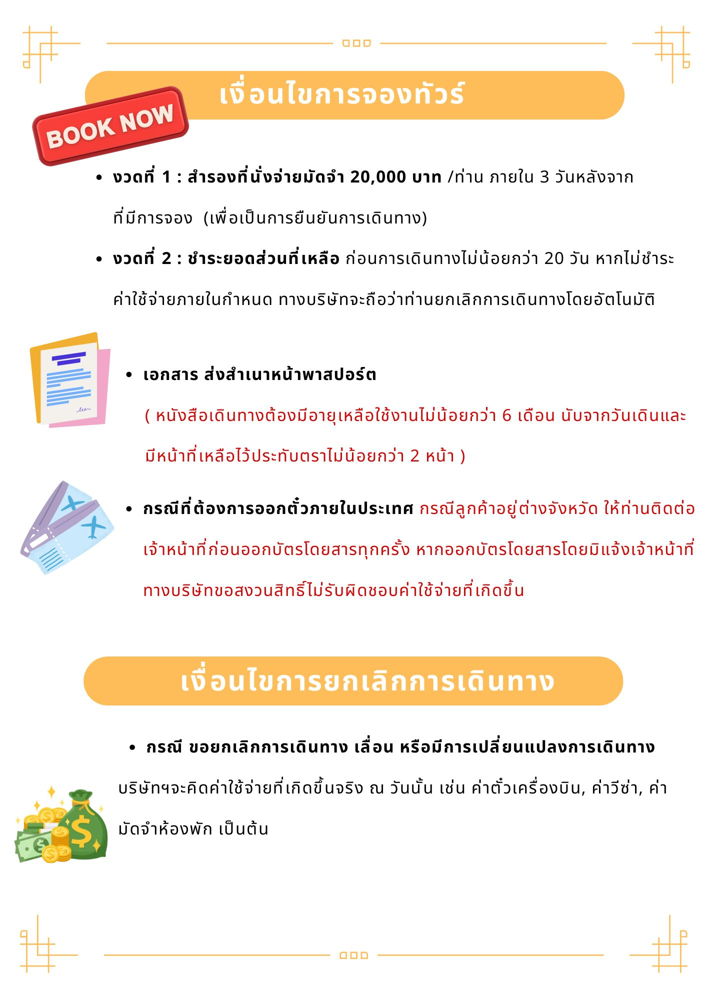 เงื่อนไขการจองทัวร์
BOOK NOW
• งวดที่ 1 : สำรองที่นั่งจ่ายมัดจำ 20,000 บาท /ท่าน ภายใน 3 วันหลังจาก
ที่มีการจอง (เพื่อเป็นการยืนยันการเดินทาง)
• งวดที่ 2 : ชำระยอดส่วนที่เหลือ ก่อนการเดินทางไม่น้อยกว่า 20 วัน หากไม่ชำระ
ค่าใช้จ่ายภายในกำหนด ทางบริษัทจะถือว่าท่านยกเลิกการเดินทางโดยอัตโนมัติ
• เอกสาร ส่งสำเนาหน้าพาสปอร์ต
( หนังสือเดินทางต้องมีอายุเหลือใช้งานไม่น้อยกว่า 6 เดือน นับจากวันเดินและ
มีหน้าที่เหลือไว้ประทับตราไม่น้อยกว่า 2 หน้า )
• กรณีที่ต้องการออกตั๋วภายในประเทศ กรณีลูกค้าอยู่ต่างจังหวัด ให้ท่านติดต่อ
เจ้าหน้าที่ก่อนออกบัตรโดยสารทุกครั้ง หากออกบัตรโดยสารโดยมิแจ้งเจ้าหน้าที่
ทางบริษัทขอสงวนสิทธิ์ไม่รับผิดชอบค่าใช้จ่ายที่เกิดขึ้น
เงื่อนไขการยกเลิกการเดินทาง
• กรณี ขอยกเลิกการเดินทาง เลื่อน หรือมีการเปลี่ยนแปลงการเดินทาง
บริษัทฯจะคิดค่าใช้จ่ายที่เกิดขึ้นจริง ณ วันนั้น เช่น ค่าตั๋วเครื่องบิน, ค่าวีซ่า, ค่า
มัดจำห้องพัก เป็นต้น